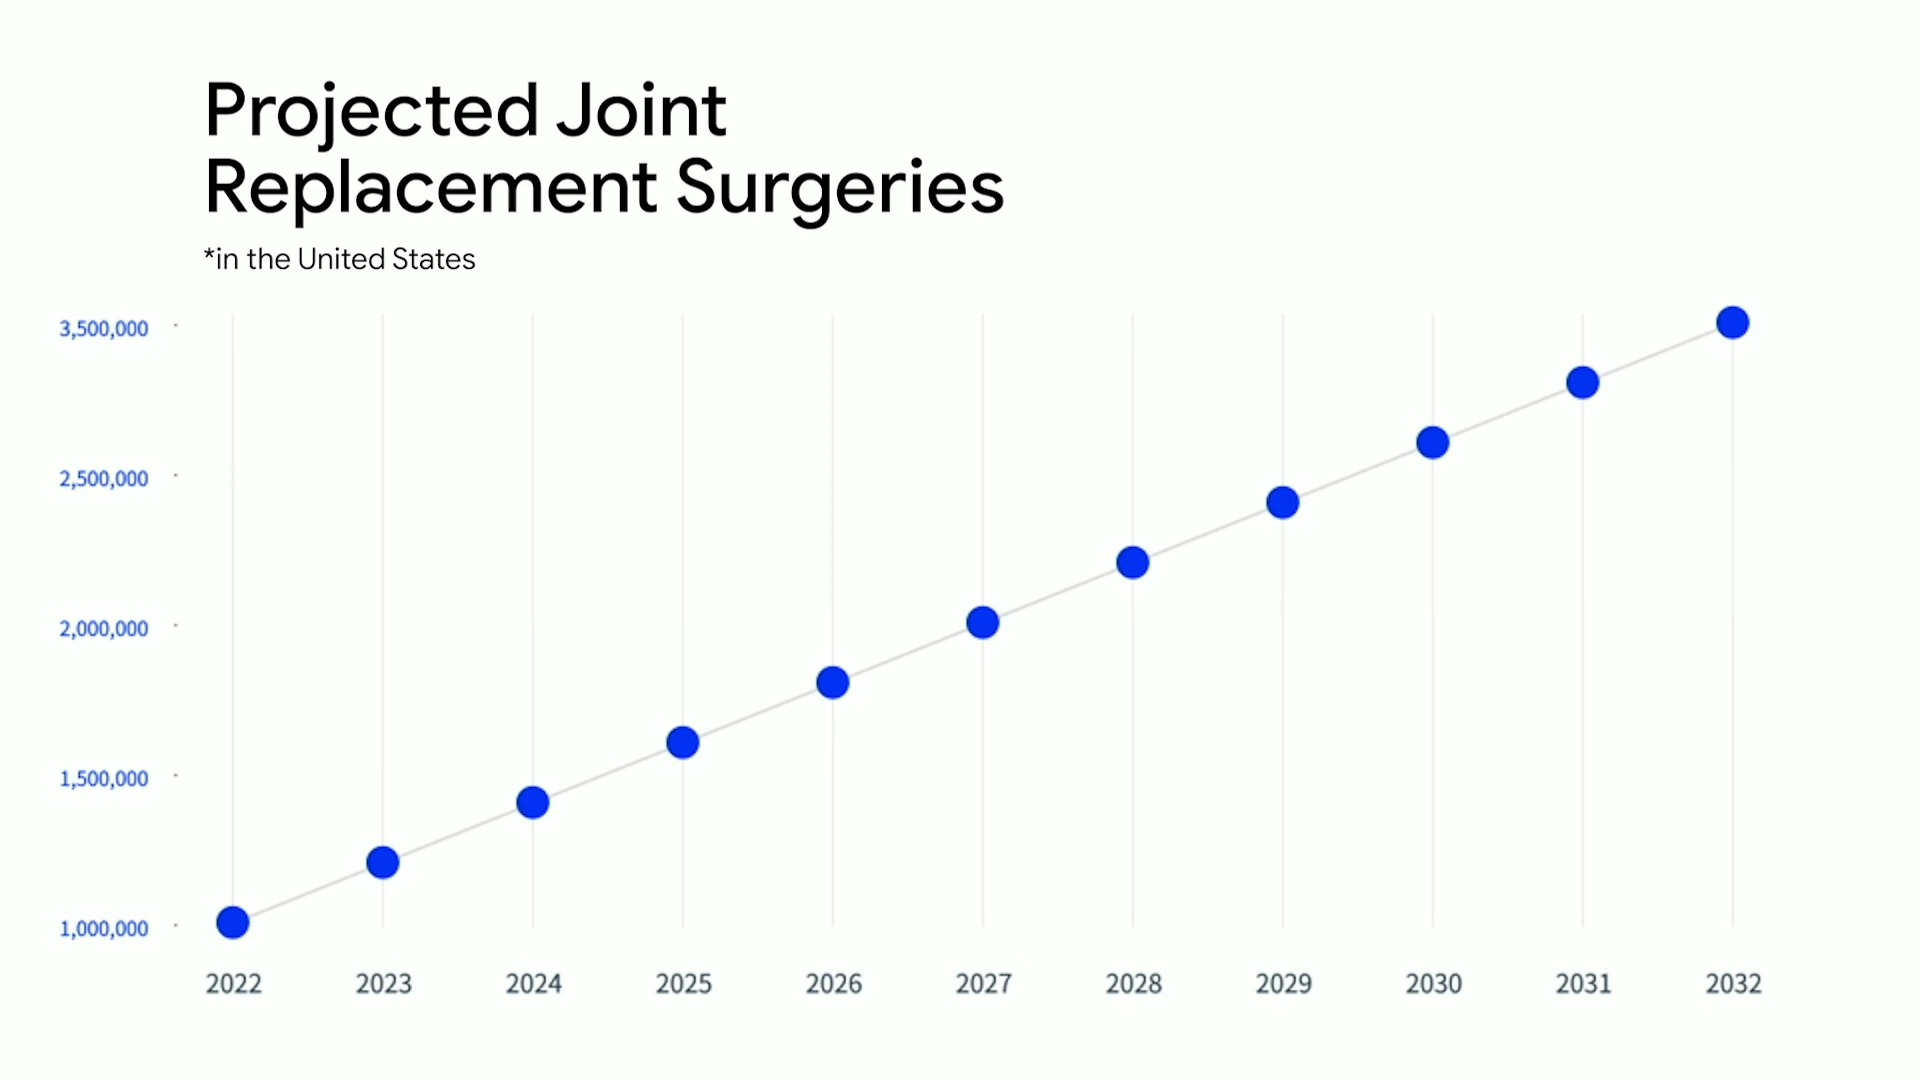 Projected Joint
Replacement Surgeries
*in the United States
3,500,000
2,500,000
2,000,000
1,500,000
1,000,000
2022 2023 2024 2025 2026 2027 2028 2029 2030 2031 2032